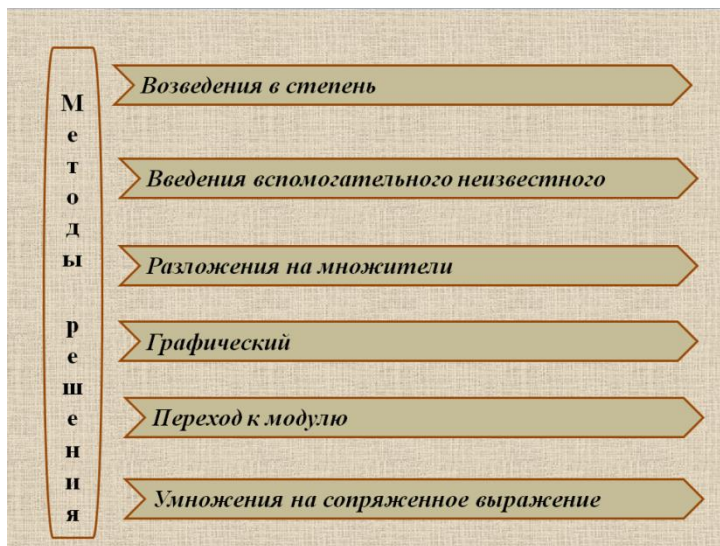 Методы решения
Возведения в степень
Введения вспомогательного неизвестного
Разложения на множители
Графический
Переход к модулю
Умножения на сопряженное выражение